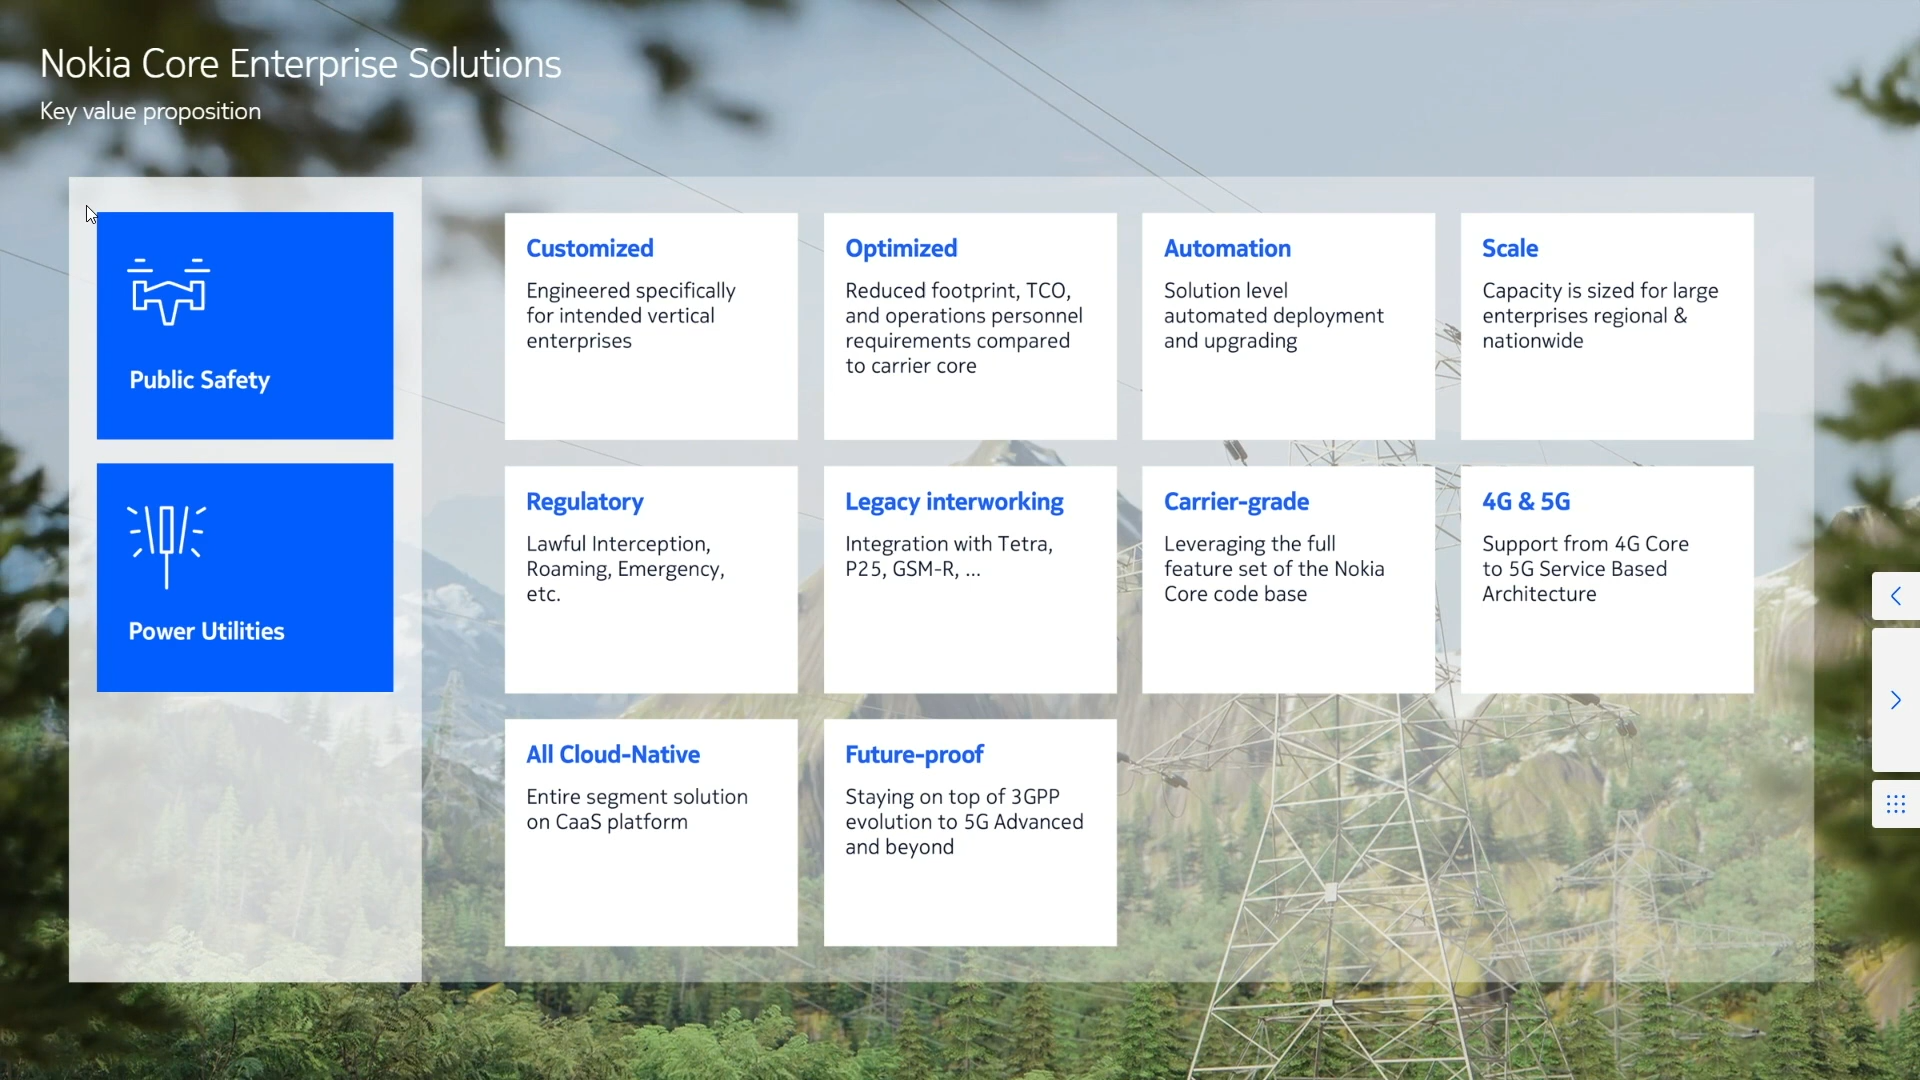 Nokia Core Enterprise Solutions
Key value proposition
Public Safety
Power Utilities
Customized
Engineered specifically
for intended vertical
enterprises
Optimized
Reduced footprint, TCO,
and operations personnel
requirements compared
to carrier core
Automation
Solution level
automated deployment
and upgrading
Scale
Capacity is sized for large
enterprises regional &
nationwide
Regulatory
Lawful Interception,
Roaming, Emergency,
etc.
Legacy interworking
Integration with Tetra,
P25, GSM-R, ...
Carrier-grade
Leveraging the full
feature set of the Nokia
Core code base
4G & 5G
Support from 4G Core
to 5G Service Based
Architecture
All Cloud-Native
Entire segment solution
on CaaS platform
Future-proof
Staying on top of 3GPP
evolution to 5G Advanced
and beyond